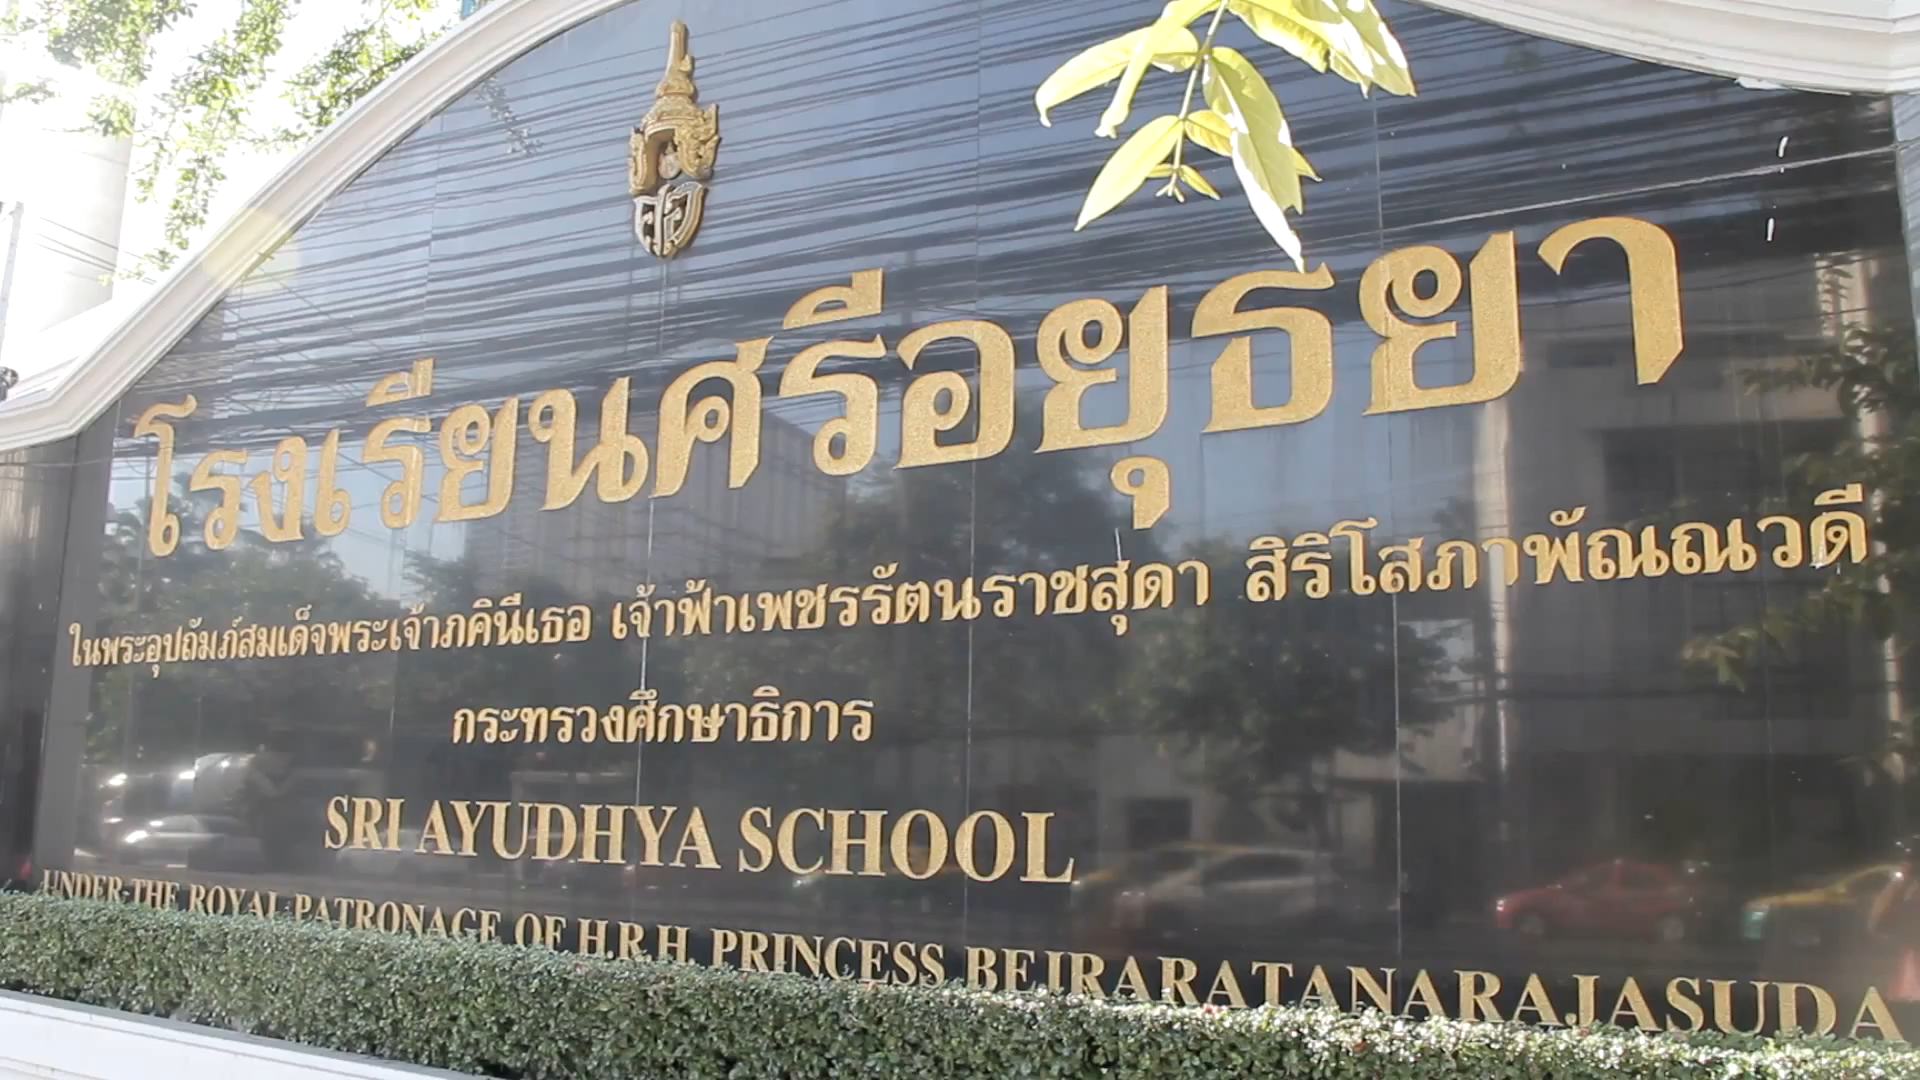 โรงเรียนศรีอยุธยา
ในพระอุปถัมภ์สมเด็จพระเจ้าภคินีเธอ เจ้าฟ้าเพชรรัตนราชสุดา สิริโสภาพัณณวดี
กระทรวงศึกษาธิการ
SRI AYUDHYA SCHOOL
UNDER THE ROYAL PATRONAGE OF H.R.H. PRINCESS BEJRARATANARAJASUDA